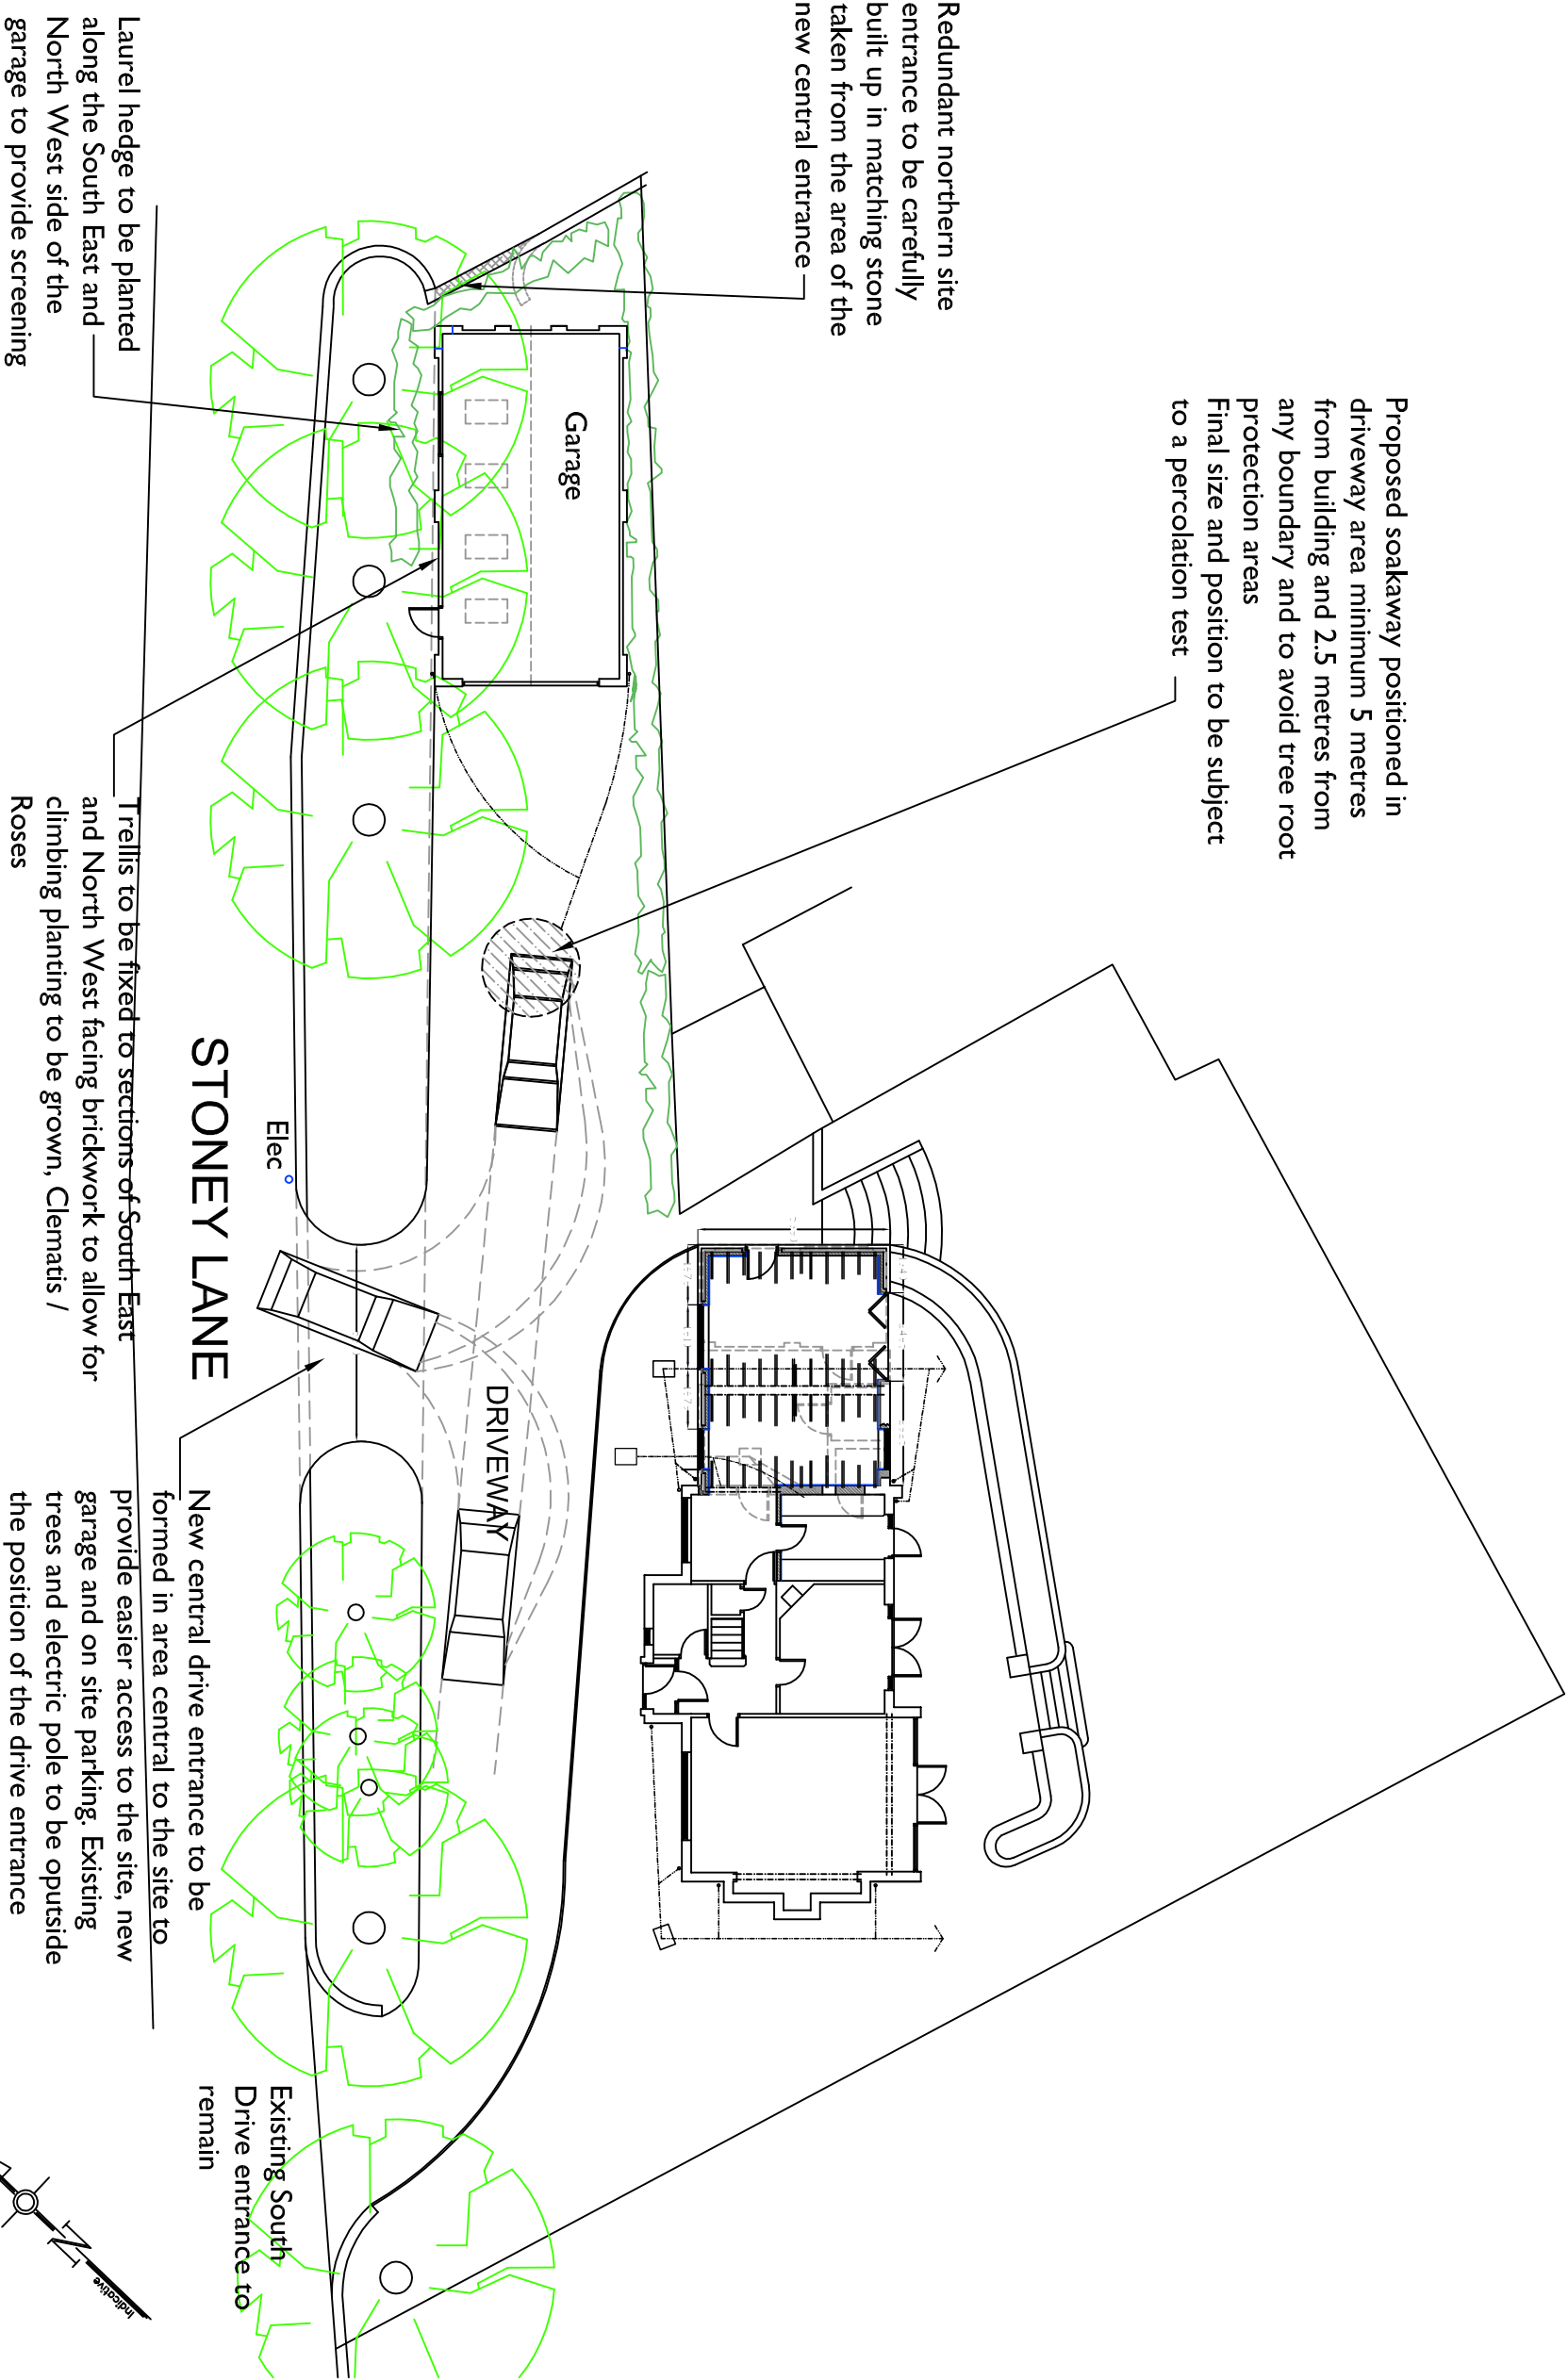 Redundant northern site
entrance to be carefully
built up in matching stone
taken from the area of the
new central entrance
Proposed soakaway positioned in
driveway area minimum 5 metres
from building and 2.5 metres from
any boundary and to avoid tree root
protection areas
Final size and position to be subject
to a percolation test
Garage
DRIVEWAY
Elec
STONEY LANE
Laurel hedge to be planted
along the South East and
North West side of the
garage to provide screening
Trellis to be fixed to sections of South East
and North West facing brickwork to allow for
climbing planting to be grown, Clematis /
Roses
New central drive entrance to be
formed in area central to the site to
provide easier access to the site, new
garage and on site parking. Existing
trees and electric pole to be oputside
the position of the drive entrance
Existing South
Drive entrance to
remain
N
Indicative